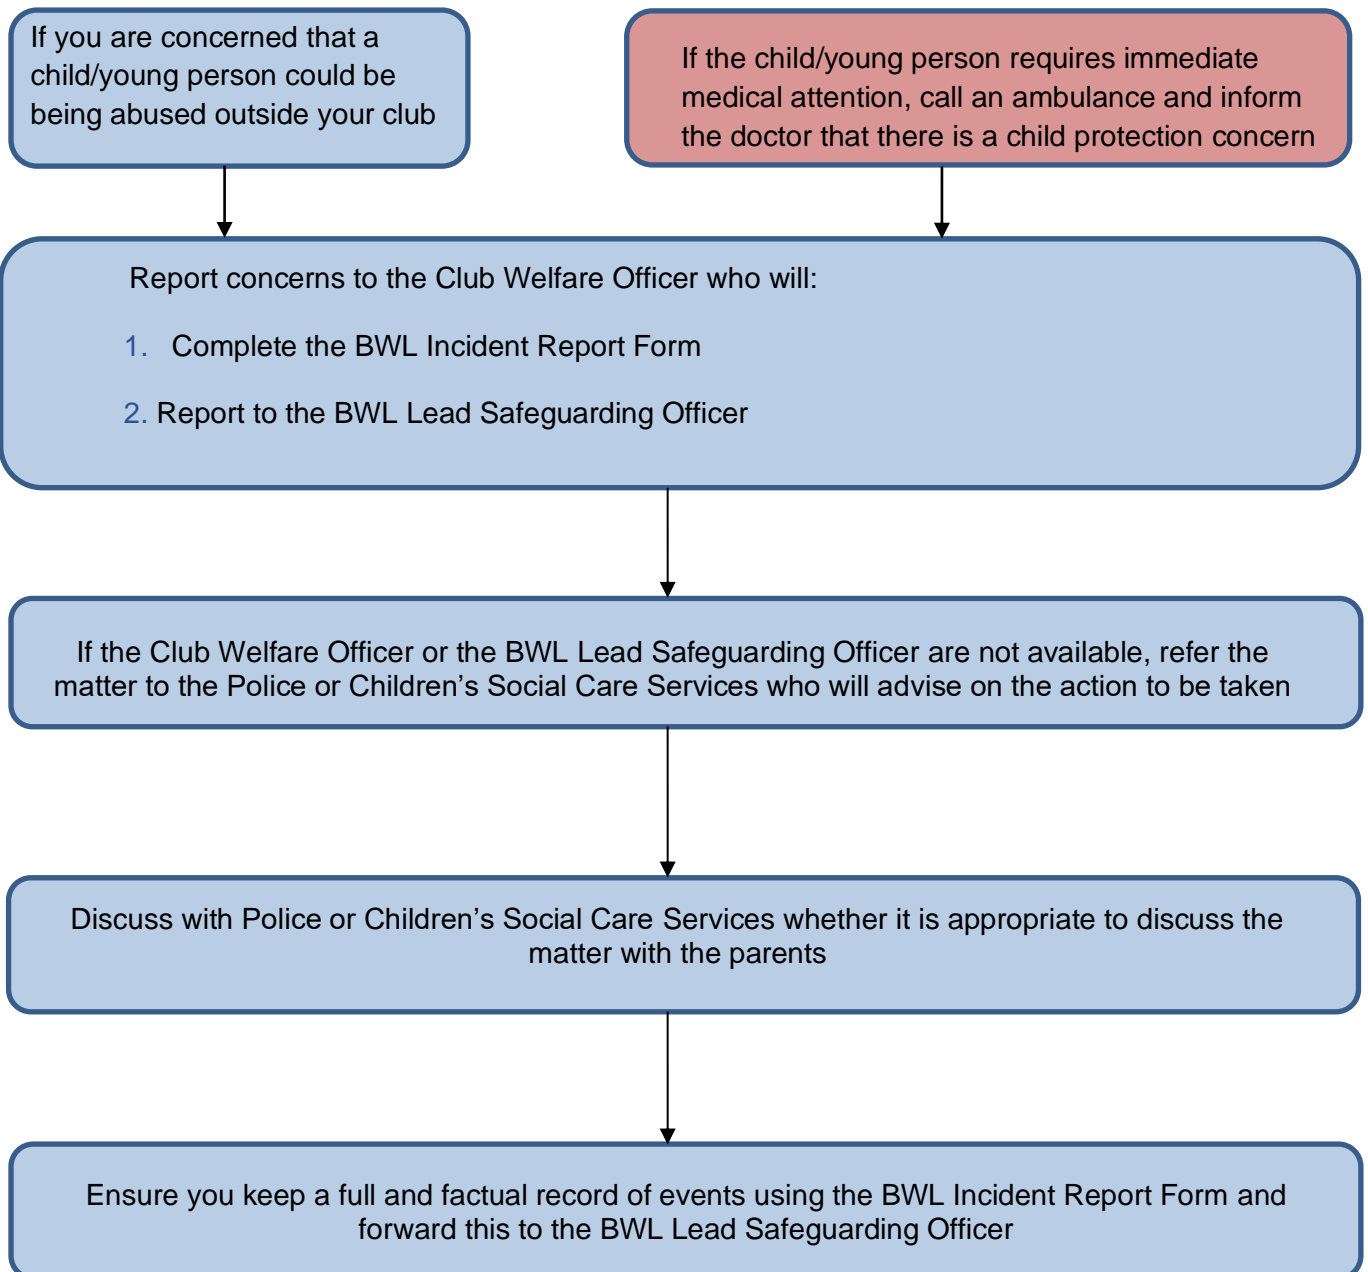 If you are concerned that a
child/young person could be
being abused outside your club
If the child/young person requires immediate
medical attention, call an ambulance and inform
the doctor that there is a child protection concern
Report concerns to the Club Welfare Officer who will:
1. Complete the BWL Incident Report Form
2. Report to the BWL Lead Safeguarding Officer
If the Club Welfare Officer or the BWL Lead Safeguarding Officer are not available, refer the
matter to the Police or Children’s Social Care Services who will advise on the action to be taken
Discuss with Police or Children’s Social Care Services whether it is appropriate to discuss the
matter with the parents
Ensure you keep a full and factual record of events using the BWL Incident Report Form and
forward this to the BWL Lead Safeguarding Officer